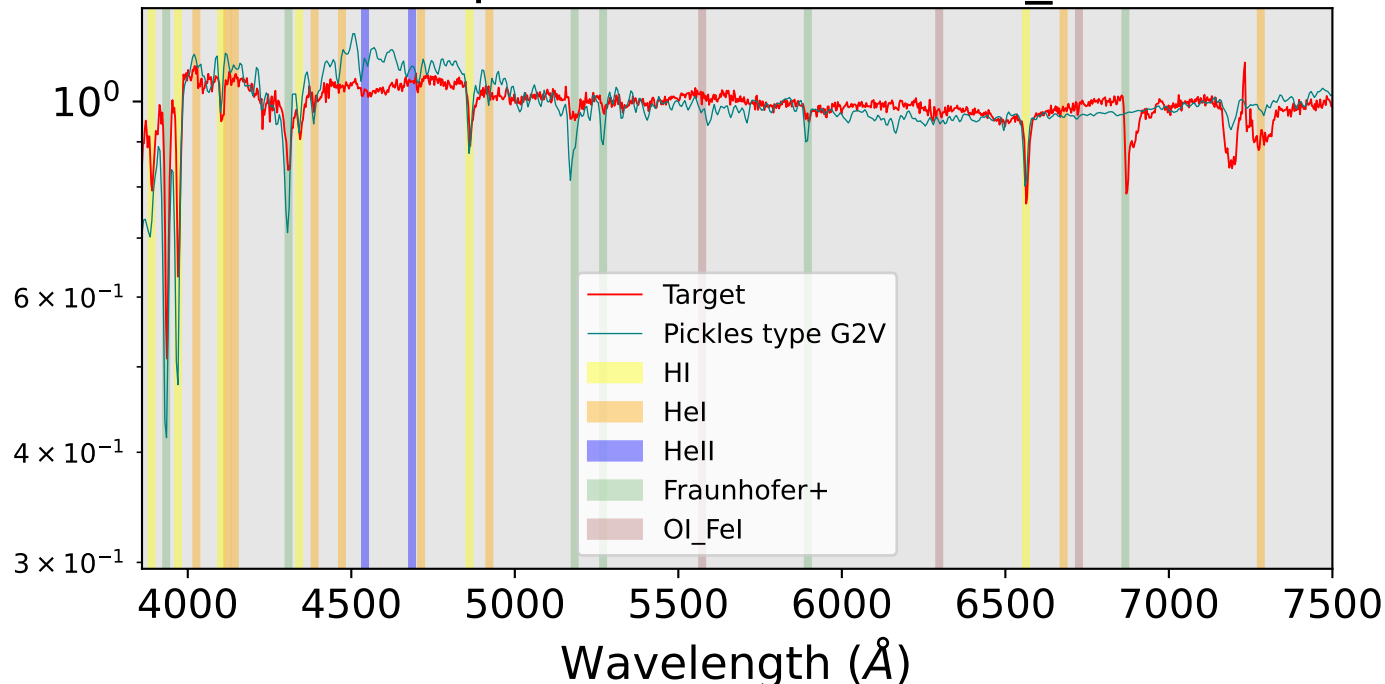 10⁰
6 × 10⁻¹
4 × 10⁻¹
3 × 10⁻¹
Target
Pickles type G2V
HI
HeI
HeII
Fraunhofer+
OI_FeI
4000 4500 5000 5500 6000 6500 7000 7500
Wavelength (Å)